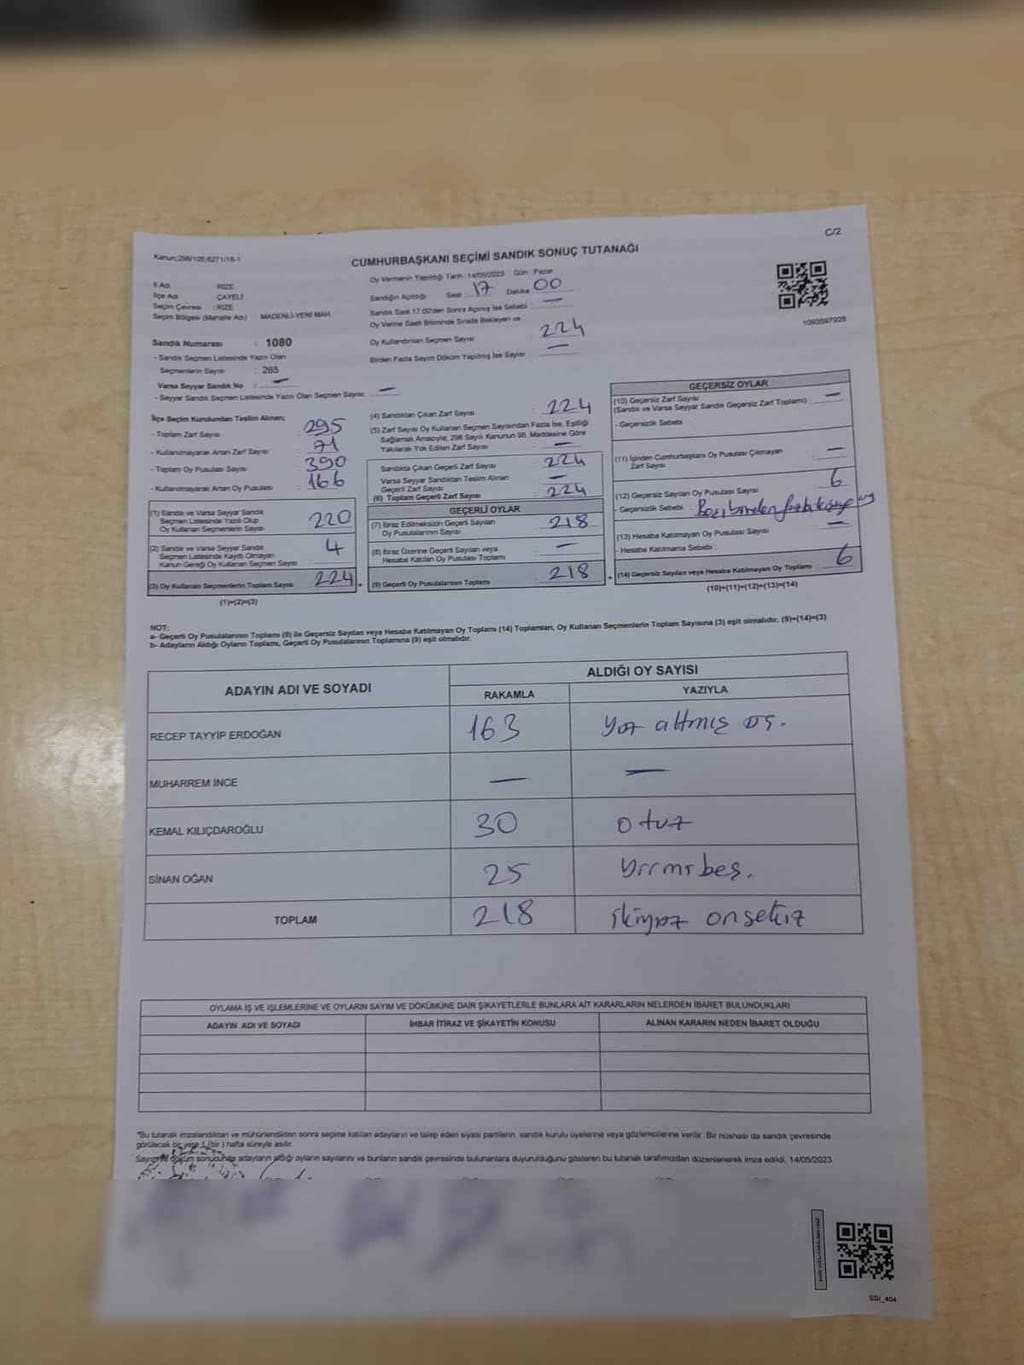 C/2
Kanun;298/105;6271/18-1
CUMHURBAŞKANI SEÇİMİ SANDIK SONUÇ TUTANAĞI
İl Adı : RİZE
İlçe Adı : ÇAYELİ
Seçim Çevresi : RİZE
Seçim Bölgesi (Mahalle Adı) : MADENLİ-YENİ MAH
Sandık Numarası : 1080
- Sandık Seçmen Listesinde Yazılı Olan
Seçmenlerin Sayısı : 265
Varsa Seyyar Sandık No : —
- Seyyar Sandık Seçmen Listesinde Yazılı Olan Seçmen Sayısı : —
Oy Vermenin Yapıldığı Tarih : 14/05/2023 Gün : Pazar
Sandığın Açıldığı Saat : 17 Dakika : 00
Sandık Saat 17:00'den Sonra Açılmış İse Sebebi : —
Oy Verme Saati Bitiminde Sırada Bekleyen ve
Oy Kullandırılan Seçmen Sayısı : 224
Birden Fazla Sayım Döküm Yapılmış İse Sayısı : —
1093597928
İlçe Seçim Kurulundan Teslim Alınan;
- Toplam Zarf Sayısı : 295
- Kullanılmayarak Artan Zarf Sayısı : 71
- Toplam Oy Pusulası Sayısı : 390
- Kullanılmayarak Artan Oy Pusulası : 166
(1) Sandık ve Varsa Seyyar Sandık
Seçmen Listesinde Yazılı Olup
Oy Kullanan Seçmenlerin Sayısı : 220
(2) Sandık ve Varsa Seyyar Sandık
Seçmen Listesinde Kayıtlı Olmayan
Kanun Gereği Oy Kullanan Seçmen Sayısı : 4
(3) Oy Kullanan Seçmenlerin Toplam Sayısı : 224
(1)+(2)=(3)
(4) Sandıktan Çıkan Zarf Sayısı : 224
(5) Zarf Sayısı Oy Kullanan Seçmen Sayısından Fazla İse, Eşitliği
Sağlamak Amacıyla; 298 Sayılı Kanunun 98. Maddesine Göre
Yakılarak Yok Edilen Zarf Sayısı : —
Sandıkta Çıkan Geçerli Zarf Sayısı : 224
Varsa Seyyar Sandıktan Teslim Alınan
Geçerli Zarf Sayısı : —
(6) Toplam Geçerli Zarf Sayısı : 224
GEÇERLİ OYLAR
(7) İtiraz Edilmeksizin Geçerli Sayılan
Oy Pusulalarının Sayısı : 218
(8) İtiraz Üzerine Geçerli Sayılan veya
Hesaba Katılan Oy Pusulası Toplamı : —
(9) Geçerli Oy Pusulalarının Toplamı : 218
GEÇERSİZ OYLAR
(10) Geçersiz Zarf Sayısı
(Sandık ve Varsa Seyyar Sandık Geçersiz Zarf Toplamı) : —
- Geçersizlik Sebebi
(11) İçinden Cumhurbaşkanı Oy Pusulası Çıkmayan
Zarf Sayısı : —
(12) Geçersiz Sayılan Oy Pusulası Sayısı : 6
- Geçersizlik Sebebi :
(13) Hesaba Katılmayan Oy Pusulası Sayısı : —
- Hesaba Katılmama Sebebi :
(14) Geçersiz Sayılan veya Hesaba Katılmayan Oy Toplamı : 6
(10)+(11)+(12)+(13)=(14)
NOT:
a- Geçerli Oy Pusulalarının Toplamı (9) ile Geçersiz Sayılan veya Hesaba Katılmayan Oy Toplamı (14) Toplamları, Oy Kullanan Seçmenlerin Toplam Sayısına (3) eşit olmalıdır. (9)+(14)=(3)
b- Adayların Aldığı Oyların Toplamı, Geçerli Oy Pusulalarının Toplamına (9) eşit olmalıdır.
ADAYIN ADI VE SOYADI ALDIĞI OY SAYISI
RAKAMLA YAZIYLA
RECEP TAYYİP ERDOĞAN 163 yüz altmış üç.
MUHARREM İNCE — —
KEMAL KILIÇDAROĞLU 30 otuz
SİNAN OĞAN 25 yirmi beş.
TOPLAM 218 ikiyüz onsekiz
OYLAMA İŞ VE İŞLEMLERİNE VE OYLARIN SAYIM VE DÖKÜMÜNE DAİR ŞİKAYETLERLE BUNLARA AİT KARARLARIN NELERDEN İBARET BULUNDUKLARI
ADAYIN ADI VE SOYADI İHBAR İTİRAZ VE ŞİKAYETİN KONUSU ALINAN KARARIN NEDEN İBARET OLDUĞU
*Bu tutanak imzalandıktan ve mühürlendikten sonra seçime katılan adayların ve talep eden siyasi partilerin sandık kurulu üyelerine veya gözlemcilerine verilir. Bir nüshası da sandık çevresinde
görülecek bir yere 1 (bir) hafta süreyle asılır.
Sayım ve döküm sonucunda adayların aldığı oyların sayılarını ve bunların sandık çevresinde bulunanlara duyurulduğunu gösteren bu tutanak tarafımızdan düzenlenerek imza edildi. 14/05/2023
SSI_404